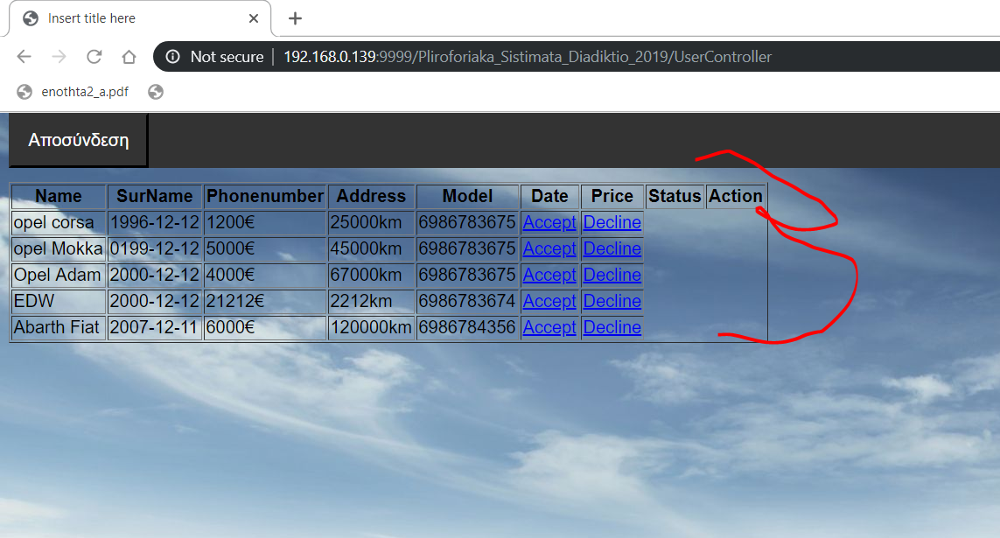 Insert title here
Not secure | 192.168.0.139:9999/Pliroforiaka_Sistimata_Diadiktio_2019/UserController
enothta2_a.pdf
Αποσύνδεση
Name SurName Phonenumber Address Model Date Price Status Action
opel corsa 1996-12-12 1200€ 25000km 6986783675 Accept Decline
opel Mokka 0199-12-12 5000€ 45000km 6986783675 Accept Decline
Opel Adam 2000-12-12 4000€ 67000km 6986783675 Accept Decline
EDW 2000-12-12 21212€ 2212km 6986783674 Accept Decline
Abarth Fiat 2007-12-11 6000€ 120000km 6986784356 Accept Decline